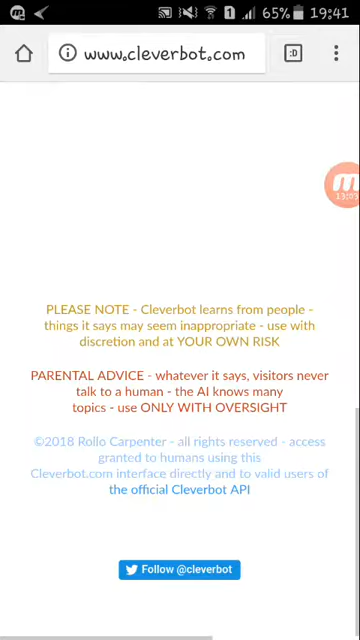 1 65% 19:41
www.cleverbot.com :D
13:03
PLEASE NOTE - Cleverbot learns from people -
things it says may seem inappropriate - use with
discretion and at YOUR OWN RISK
PARENTAL ADVICE - whatever it says, visitors never
talk to a human - the AI knows many
topics - use ONLY WITH OVERSIGHT
©2018 Rollo Carpenter - all rights reserved - access
granted to humans using this
Cleverbot.com interface directly and to valid users of
the official Cleverbot API
Follow @cleverbot